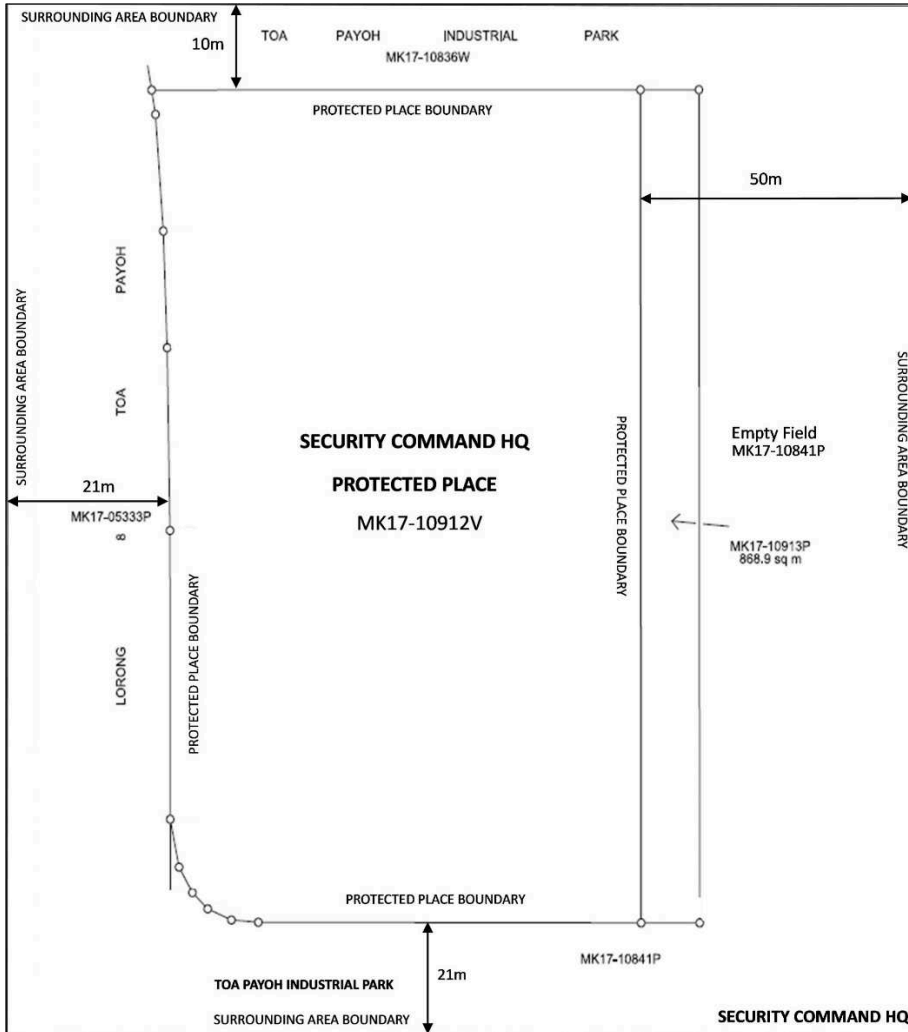 SURROUNDING AREA BOUNDARY
10m
TOA PAYOH INDUSTRIAL PARK
MK17-10836W
PROTECTED PLACE BOUNDARY
50m
LORONG 8 TOA PAYOH
SURROUNDING AREA BOUNDARY
21m
MK17-05333P
PROTECTED PLACE BOUNDARY
SECURITY COMMAND HQ
PROTECTED PLACE
MK17-10912V
PROTECTED PLACE BOUNDARY
Empty Field
MK17-10841P
SURROUNDING AREA BOUNDARY
MK17-10913P
868.9 sq m
PROTECTED PLACE BOUNDARY
MK17-10841P
21m
TOA PAYOH INDUSTRIAL PARK
SURROUNDING AREA BOUNDARY
SECURITY COMMAND HQ